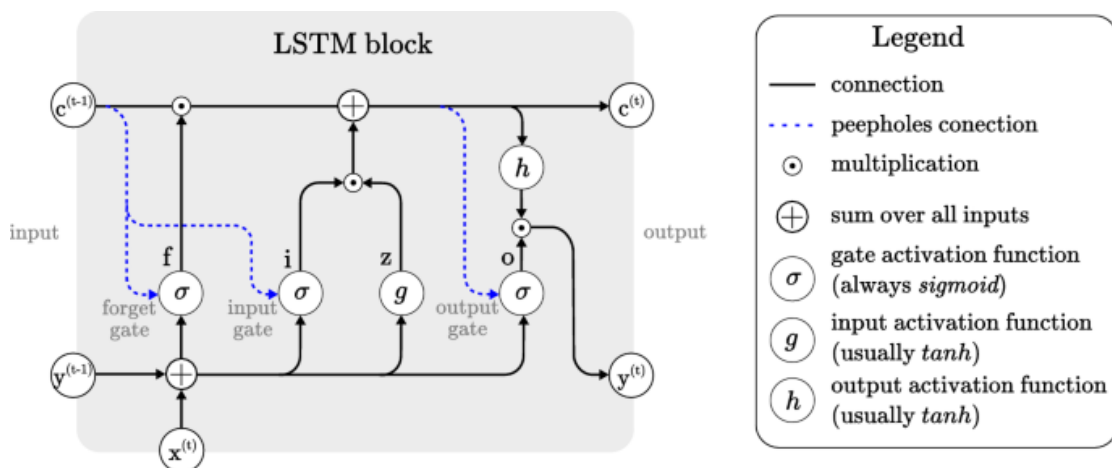 LSTM block
c(t-1)
c(t)
h
input
output
f
i
z
o
σ
σ
g
σ
forget
gate
input
gate
output
gate
y(t-1)
y(t)
x(t)
Legend
connection
peepholes conection
multiplication
sum over all inputs
σ
gate activation function
(always sigmoid)
g
input activation function
(usually tanh)
h
output activation function
(usually tanh)